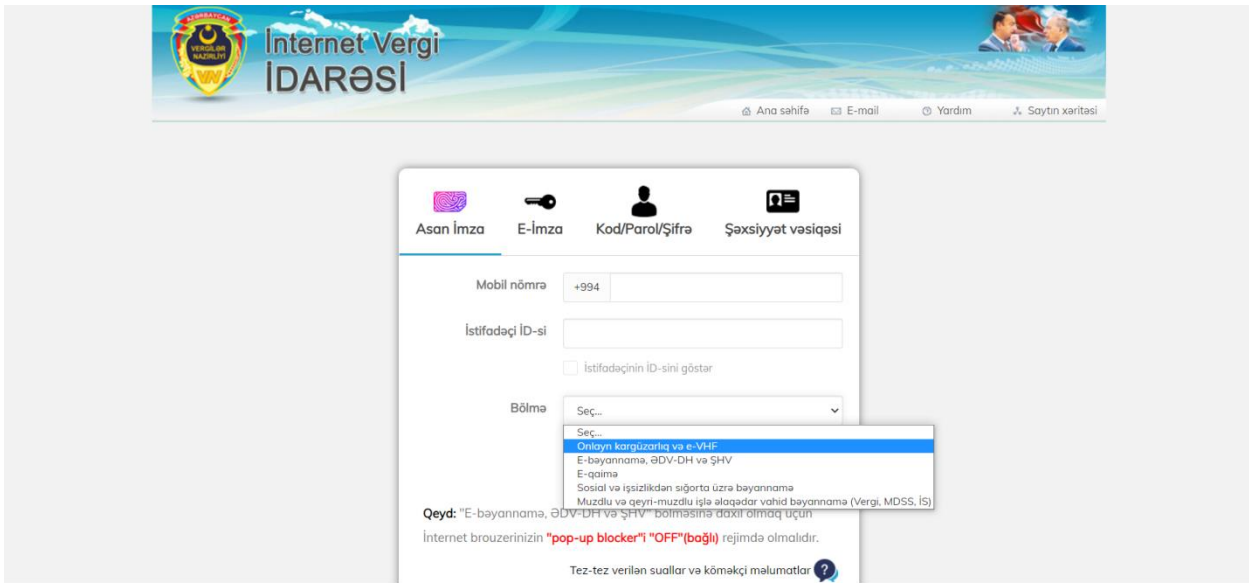 AZƏRBAYCAN
VERGİLƏR
NAZİRLİYİ
VN
İnternet Vergi
İDARƏSİ
Ana səhifə E-mail Yardım Saytın xəritəsi
Asan İmza E-İmza Kod/Parol/Şifrə Şəxsiyyət vəsiqəsi
Mobil nömrə +994
İstifadəçi İD-si
İstifadəçinin İD-sini göstər
Bölmə Seç...
Seç...
Onlayn kargüzarlıq və e-VHF
E-bəyannamə, ƏDV-DH və ŞHV
E-qaimə
Sosial və işsizlikdən sığorta üzrə bəyannamə
Muzdlu və qeyri-muzdlu işlə əlaqədar vahid bəyannamə (Vergi, MDSS, İS)
Qeyd: "E-bəyannamə, ƏDV-DH və ŞHV" bölməsinə daxil olmaq üçün
İnternet brouzerinizin "pop-up blocker"i "OFF"(bağlı) rejimdə olmalıdır.
Tez-tez verilən suallar və köməkçi məlumatlar ?